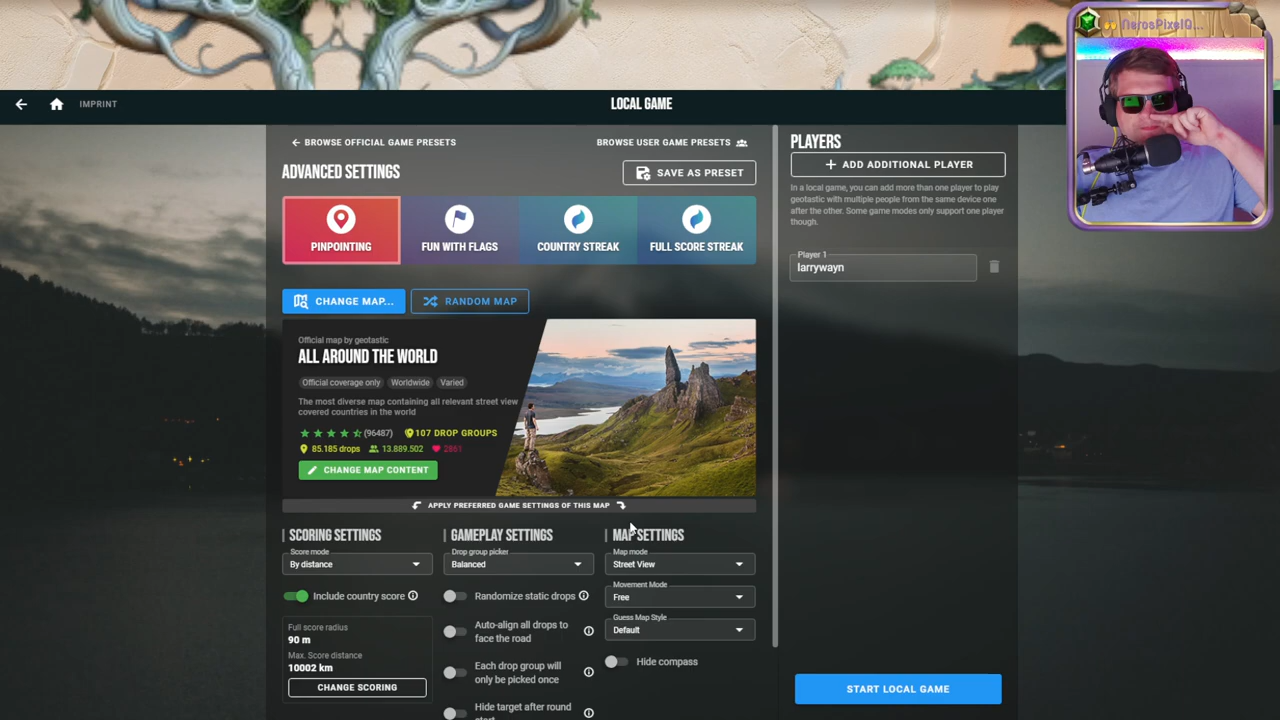 NerosPixelQ...
IMPRINT
LOCAL GAME
BROWSE OFFICIAL GAME PRESETS
BROWSE USER GAME PRESETS
ADVANCED SETTINGS
SAVE AS PRESET
PINPOINTING
FUN WITH FLAGS
COUNTRY STREAK
FULL SCORE STREAK
CHANGE MAP...
RANDOM MAP
Official map by geotastic
ALL AROUND THE WORLD
Official coverage only
Worldwide
Varied
The most diverse map containing all relevant street view
covered countries in the world
(96487)
107 DROP GROUPS
85.185 drops
13.889.502
2861
CHANGE MAP CONTENT
APPLY PREFERRED GAME SETTINGS OF THIS MAP
SCORING SETTINGS
Score mode
By distance
Include country score
Full score radius
90 m
Max. Score distance
10002 km
CHANGE SCORING
GAMEPLAY SETTINGS
Drop group picker
Balanced
Randomize static drops
Auto-align all drops to
face the road
Each drop group will
only be picked once
Hide target after round
start
MAP SETTINGS
Map mode
Street View
Movement Mode
Free
Guess Map Style
Default
Hide compass
PLAYERS
ADD ADDITIONAL PLAYER
In a local game, you can add more than one player to play
geotastic with multiple people from the same device one
after the other. Some game modes only support one player
though.
Player 1
larrywayn
START LOCAL GAME